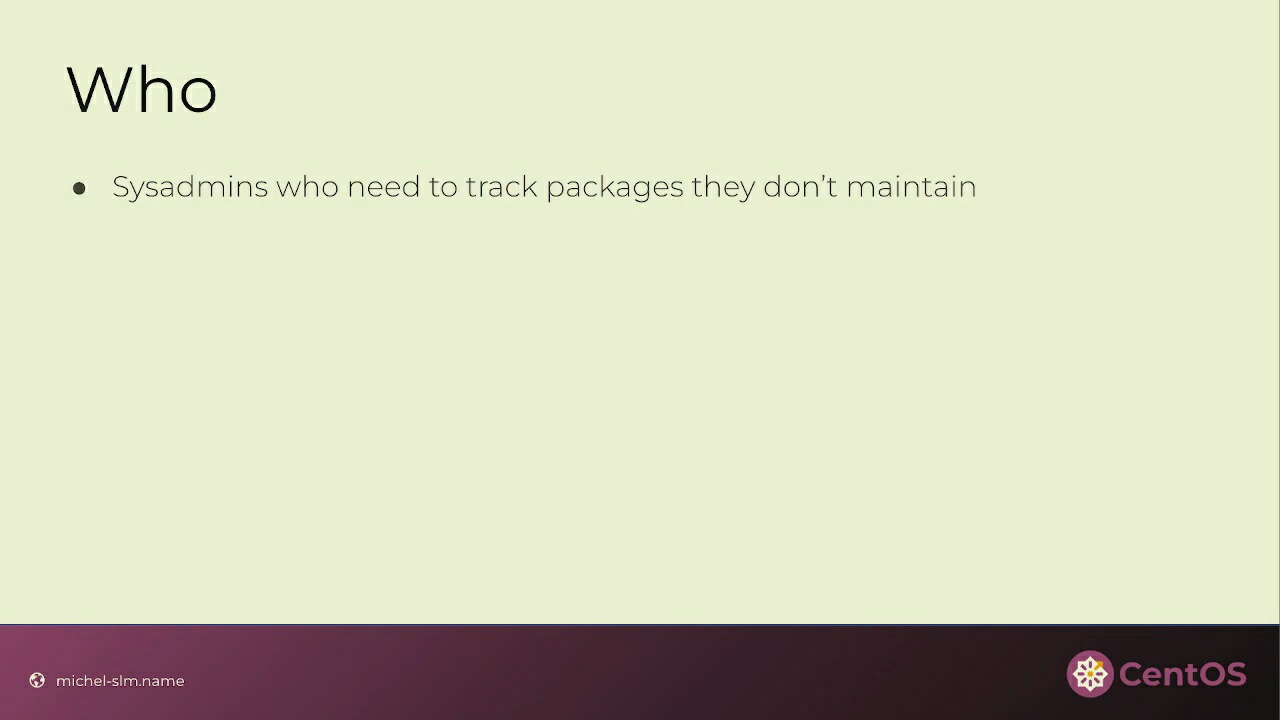 Who
● Sysadmins who need to track packages they don’t maintain
michel-slm.name
CentOS